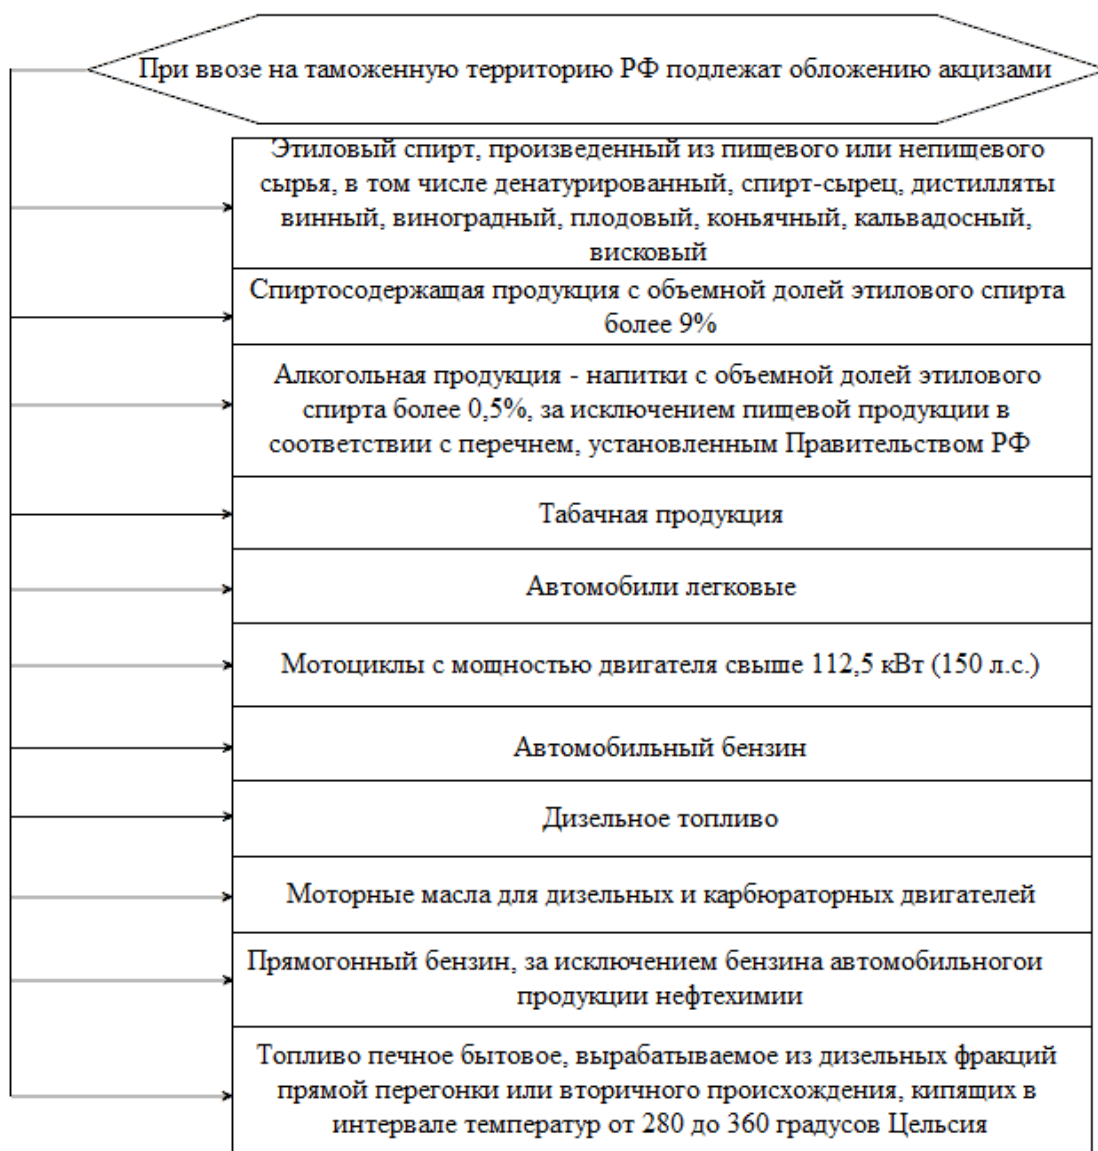 При ввозе на таможенную территорию РФ подлежат обложению акцизами
Этиловый спирт, произведенный из пищевого или непищевого
сырья, в том числе денатурированный, спирт-сырец, дистилляты
винный, виноградный, плодовый, коньячный, кальвадосный,
висковый
Спиртосодержащая продукция с объемной долей этилового спирта
более 9%
Алкогольная продукция - напитки с объемной долей этилового
спирта более 0,5%, за исключением пищевой продукции в
соответствии с перечнем, установленным Правительством РФ
Табачная продукция
Автомобили легковые
Мотоциклы с мощностью двигателя свыше 112,5 кВт (150 л.с.)
Автомобильный бензин
Дизельное топливо
Моторные масла для дизельных и карбюраторных двигателей
Прямогонный бензин, за исключением бензина автомобильногои
продукции нефтехимии
Топливо печное бытовое, вырабатываемое из дизельных фракций
прямой перегонки или вторичного происхождения, кипящих в
интервале температур от 280 до 360 градусов Цельсия